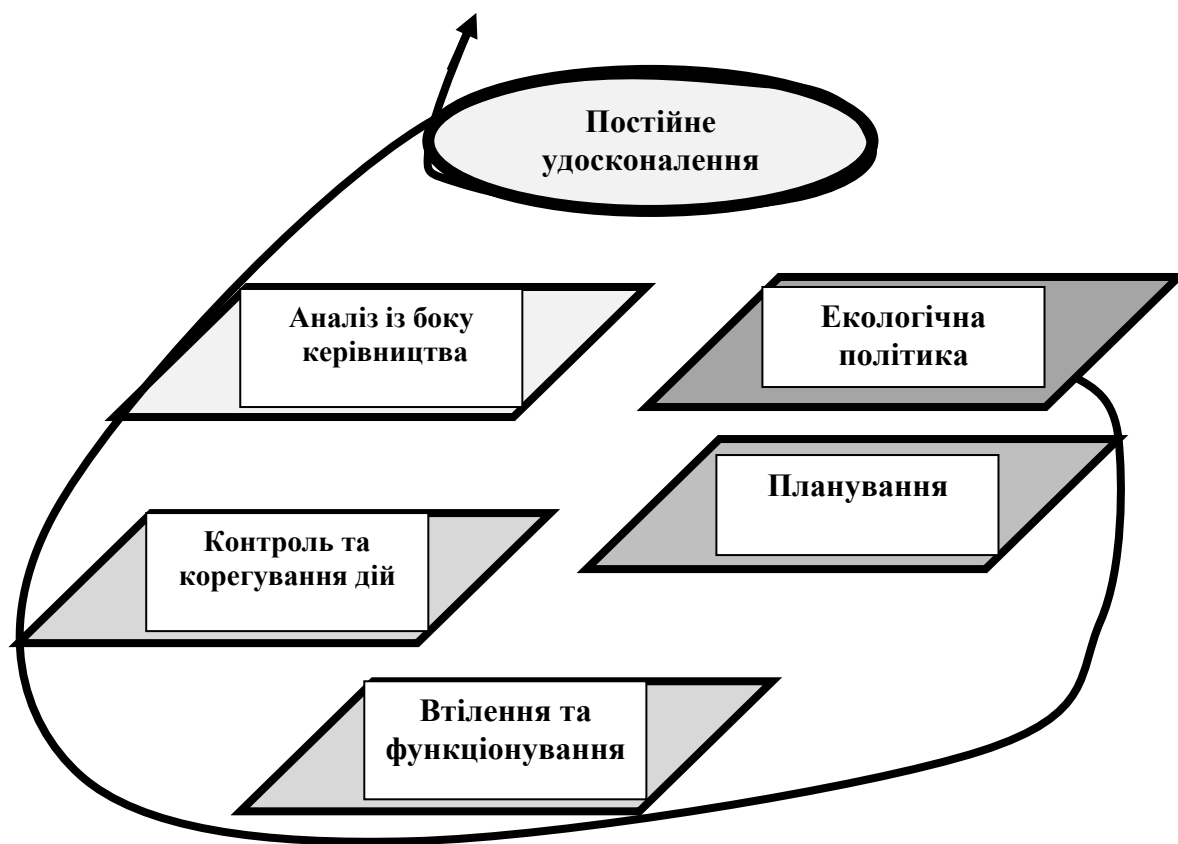 Постійне
удосконалення
Аналіз із боку
керівництва
Екологічна
політика
Планування
Контроль та
корегування дій
Втілення та
функціонування